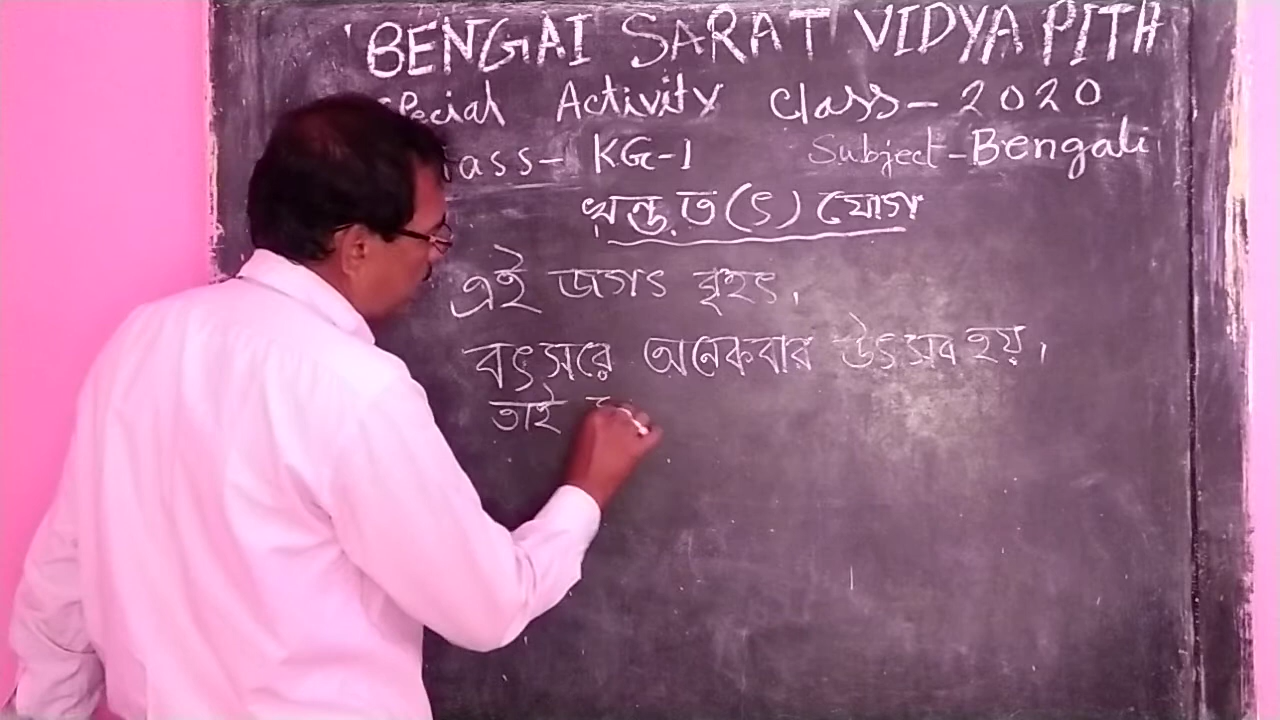 'BENGAI SARAT VIDYA PITH
Special Activity Class-2020
Class- KG-1 Subject-Bengali
খন্ড ত(ৎ) যোগ
এই জগৎ বৃহৎ।
বৎসরে অনেকবার উৎসব হয়।
তাই